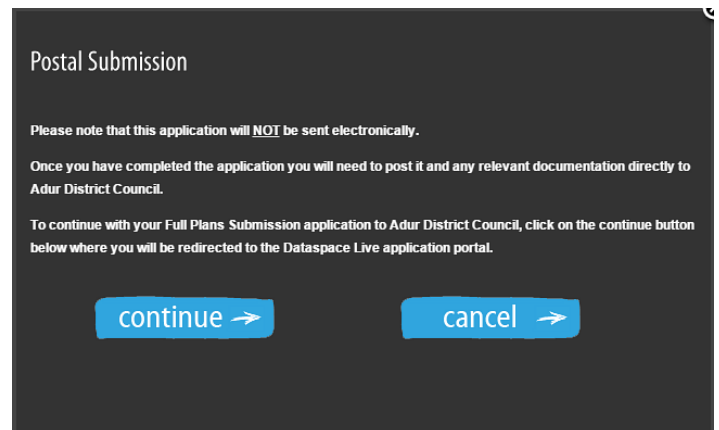 Postal Submission
Please note that this application will NOT be sent electronically.
Once you have completed the application you will need to post it and any relevant documentation directly to
Adur District Council.
To continue with your Full Plans Submission application to Adur District Council, click on the continue button
below where you will be redirected to the Dataspace Live application portal.
continue
cancel